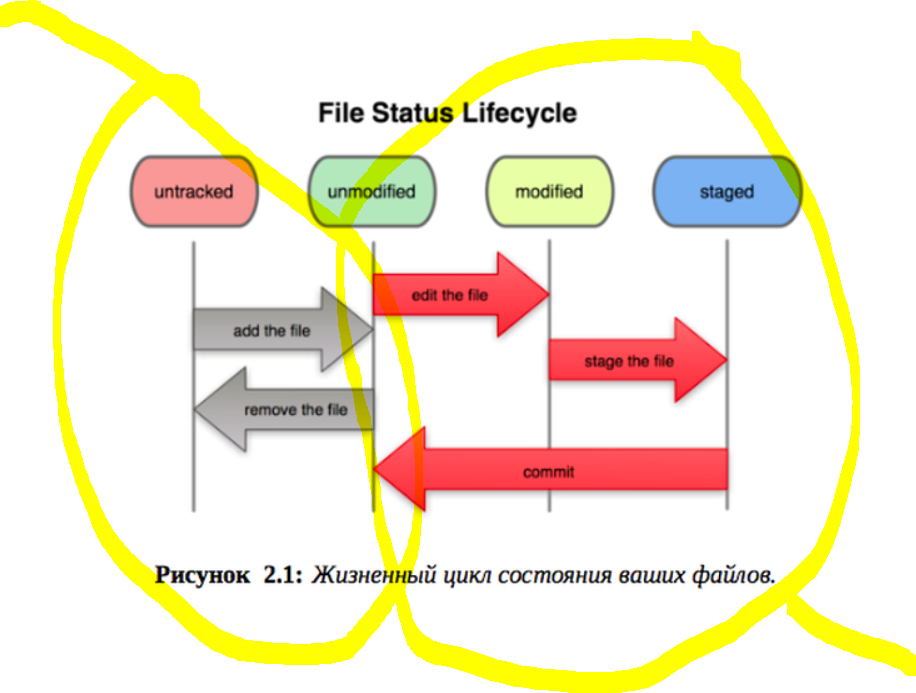 File Status Lifecycle
untracked unmodified modified staged
edit the file
add the file
stage the file
remove the file
commit
Рисунок 2.1: Жизненный цикл состояния ваших файлов.